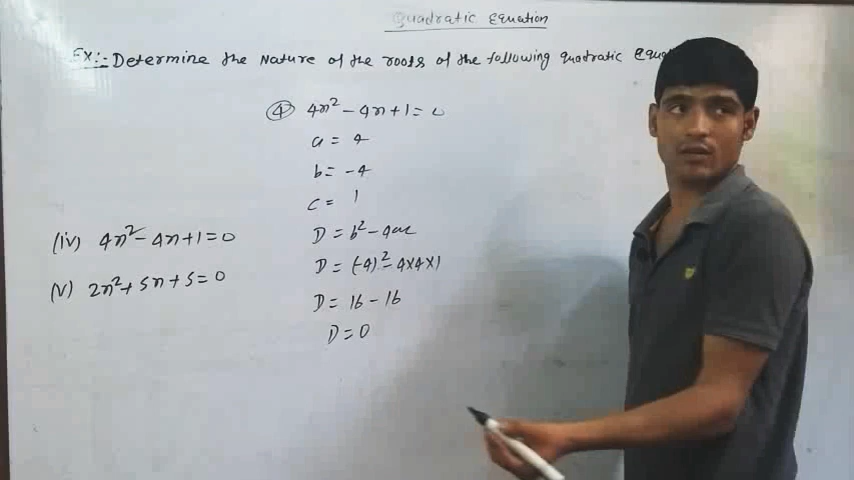 Quadratic Equation
EX:- Determine the Nature of the roots of the following quadratic Equa
④ 4x² - 4x + 1 = 0
a = 4
b = -4
c = 1
D = b² - 4ac
D = (-4)² - 4×4×1
D = 16 - 16
D = 0
(iv) 4x² - 4x + 1 = 0
(v) 2x² + 5x + 5 = 0